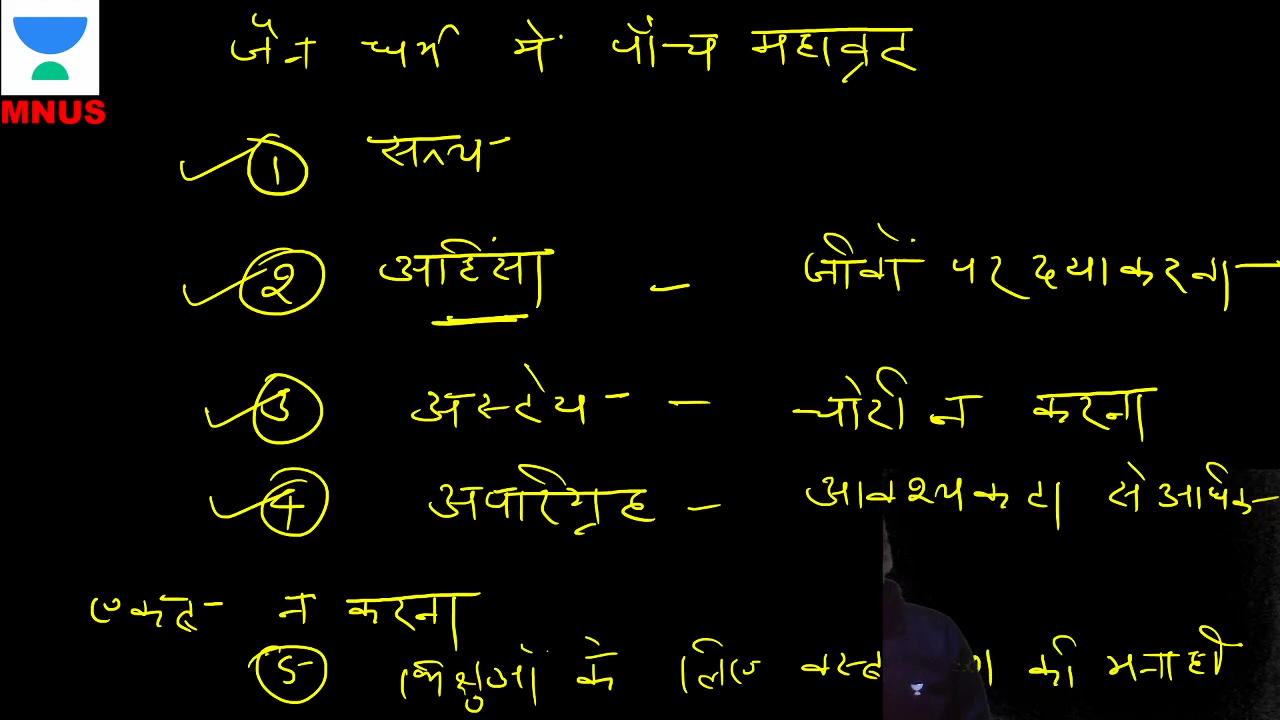 MNUS
जैन धर्म में पाँच महाव्रत
1 सत्य
2 अहिंसा - जीवों पर दया करना
3 अस्तेय - चोरी न करना
4 अपरिग्रह - आवश्यकता से अधिक
एकत्र न करना
5 भिक्षुओं के लिए की मनाही